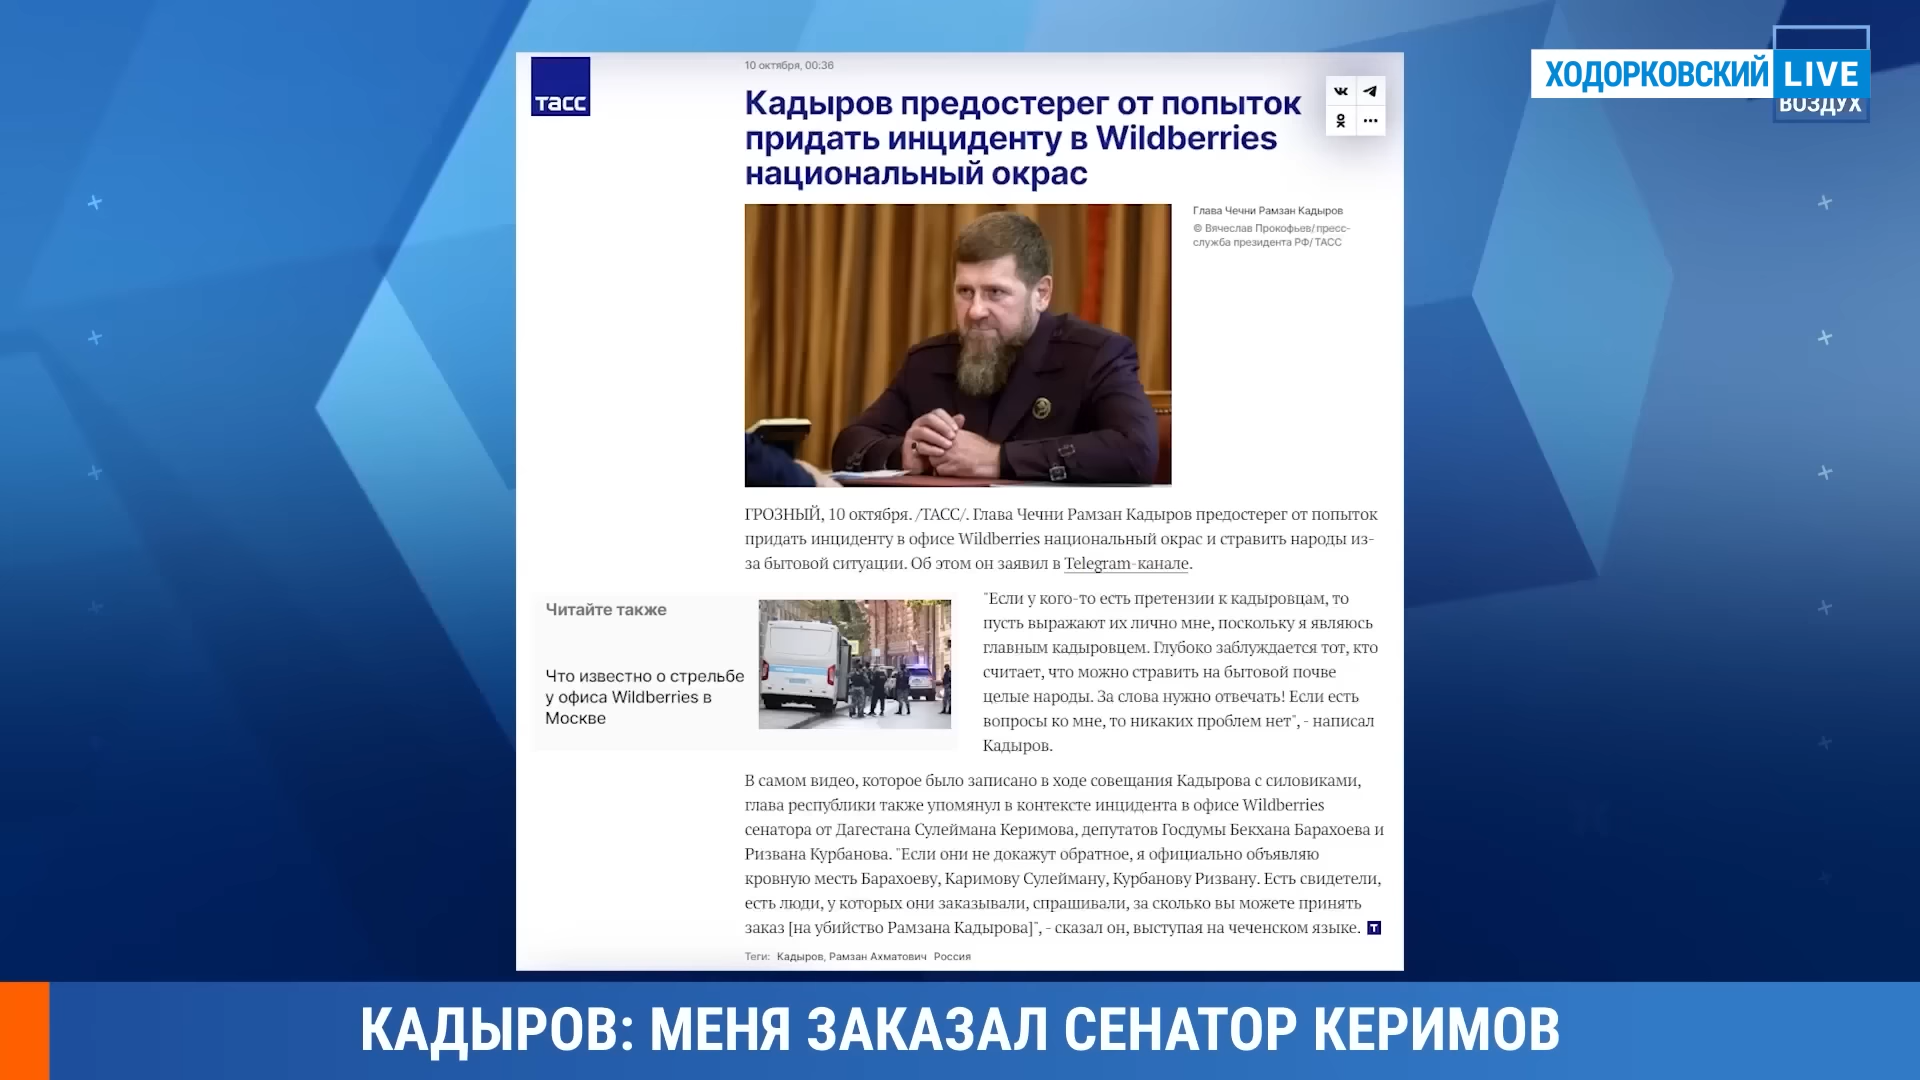 ХОДОРКОВСКИЙ LIVE
ВОЗДУХ
ТАСС
10 октября, 00:36
Кадыров предостерег от попыток
придать инциденту в Wildberries
национальный окрас
Глава Чечни Рамзан Кадыров
© Вячеслав Прокофьев/пресс-
служба президента РФ/ТАСС
ГРОЗНЫЙ, 10 октября. /ТАСС/. Глава Чечни Рамзан Кадыров предостерег от попыток
придать инциденту в офисе Wildberries национальный окрас и стравить народы из-
за бытовой ситуации. Об этом он заявил в Telegram-канале.
Читайте также
Что известно о стрельбе
у офиса Wildberries в
Москве
"Если у кого-то есть претензии к кадыровцам, то
пусть выражают их лично мне, поскольку я являюсь
главным кадыровцем. Глубоко заблуждается тот, кто
считает, что можно стравить на бытовой почве
целые народы. За слова нужно отвечать! Если есть
вопросы ко мне, то никаких проблем нет", - написал
Кадыров.
В самом видео, которое было записано в ходе совещания Кадырова с силовиками,
глава республики также упомянул в контексте инцидента в офисе Wildberries
сенатора от Дагестана Сулеймана Керимова, депутатов Госдумы Бекхана Барахоева и
Ризвана Курбанова. "Если они не докажут обратное, я официально объявляю
кровную месть Барахоеву, Каримову Сулейману, Курбанову Ризвану. Есть свидетели,
есть люди, у которых они заказывали, спрашивали, за сколько вы можете принять
заказ [на убийство Рамзана Кадырова]", - сказал он, выступая на чеченском языке.
Теги: Кадыров, Рамзан Ахматович Россия
КАДЫРОВ: МЕНЯ ЗАКАЗАЛ СЕНАТОР КЕРИМОВ